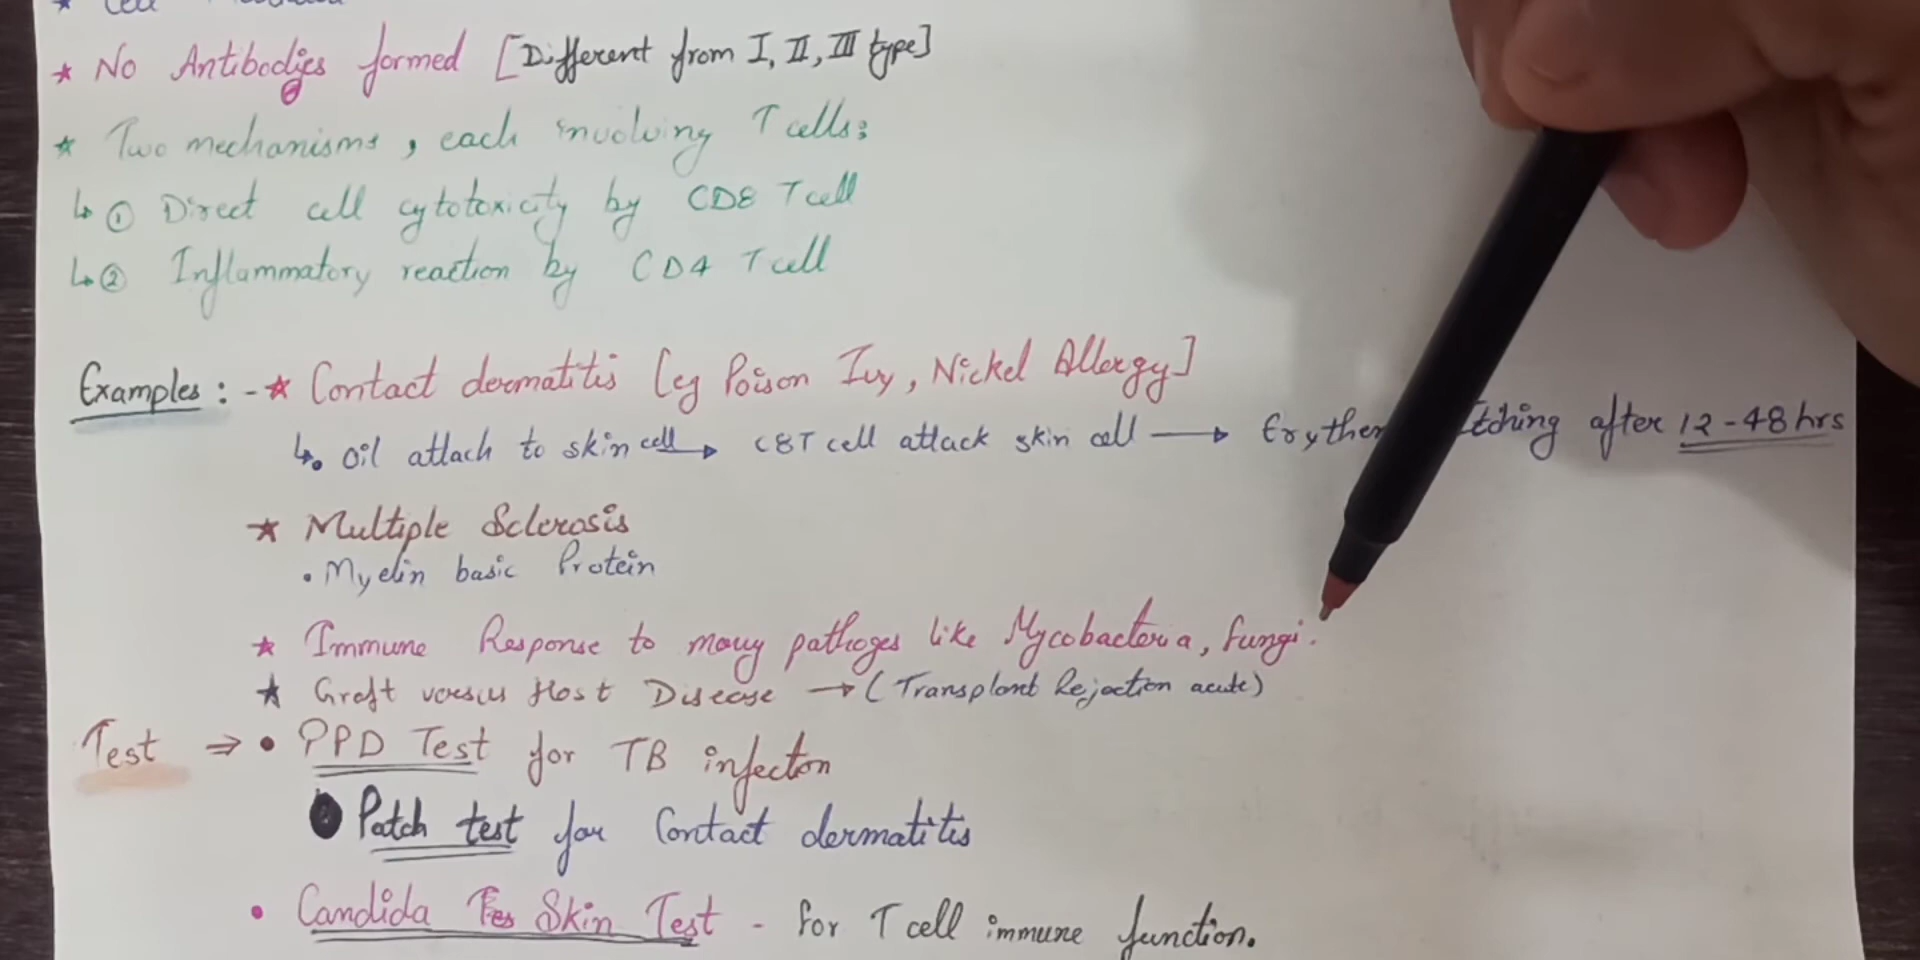 * No Antibodies formed [Different from I, II, III type]
* Two mechanisms, each involving T cells:
↳ ① Direct cell cytotoxicity by CD8 T cell
↳ ② Inflammatory reaction by CD4 T cell
Examples : - * Contact dermatitis [eg Poison Ivy, Nickel Allergy]
↳ • Oil attach to skin cell → C8T cell attack skin cell → Erythem itching after 12-48 hrs
* Multiple Sclerosis
• Myelin basic Protein
* Immune Response to many pathoges like Mycobacteria, fungi.
* Graft versus Host Disease → (Transplant Rejection acute)
Test ⇒ • PPD Test for TB infecton
• Patch test for Contact dermatitis
• Candida Tes Skin Test - for T cell immune function.